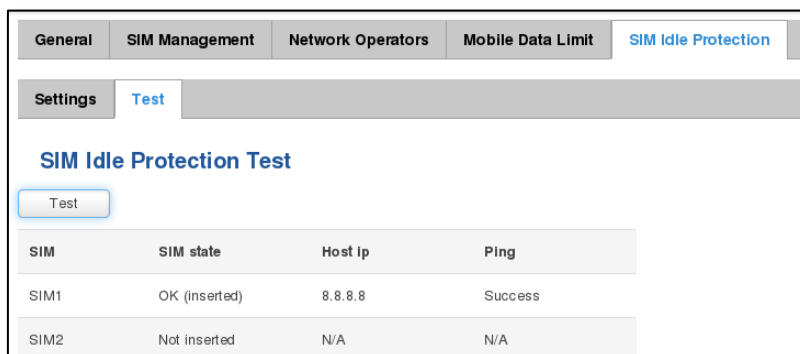 General SIM Management Network Operators Mobile Data Limit SIM Idle Protection
Settings Test
SIM Idle Protection Test
Test
SIM SIM state Host ip Ping
SIM1 OK (inserted) 8.8.8.8 Success
SIM2 Not inserted N/A N/A